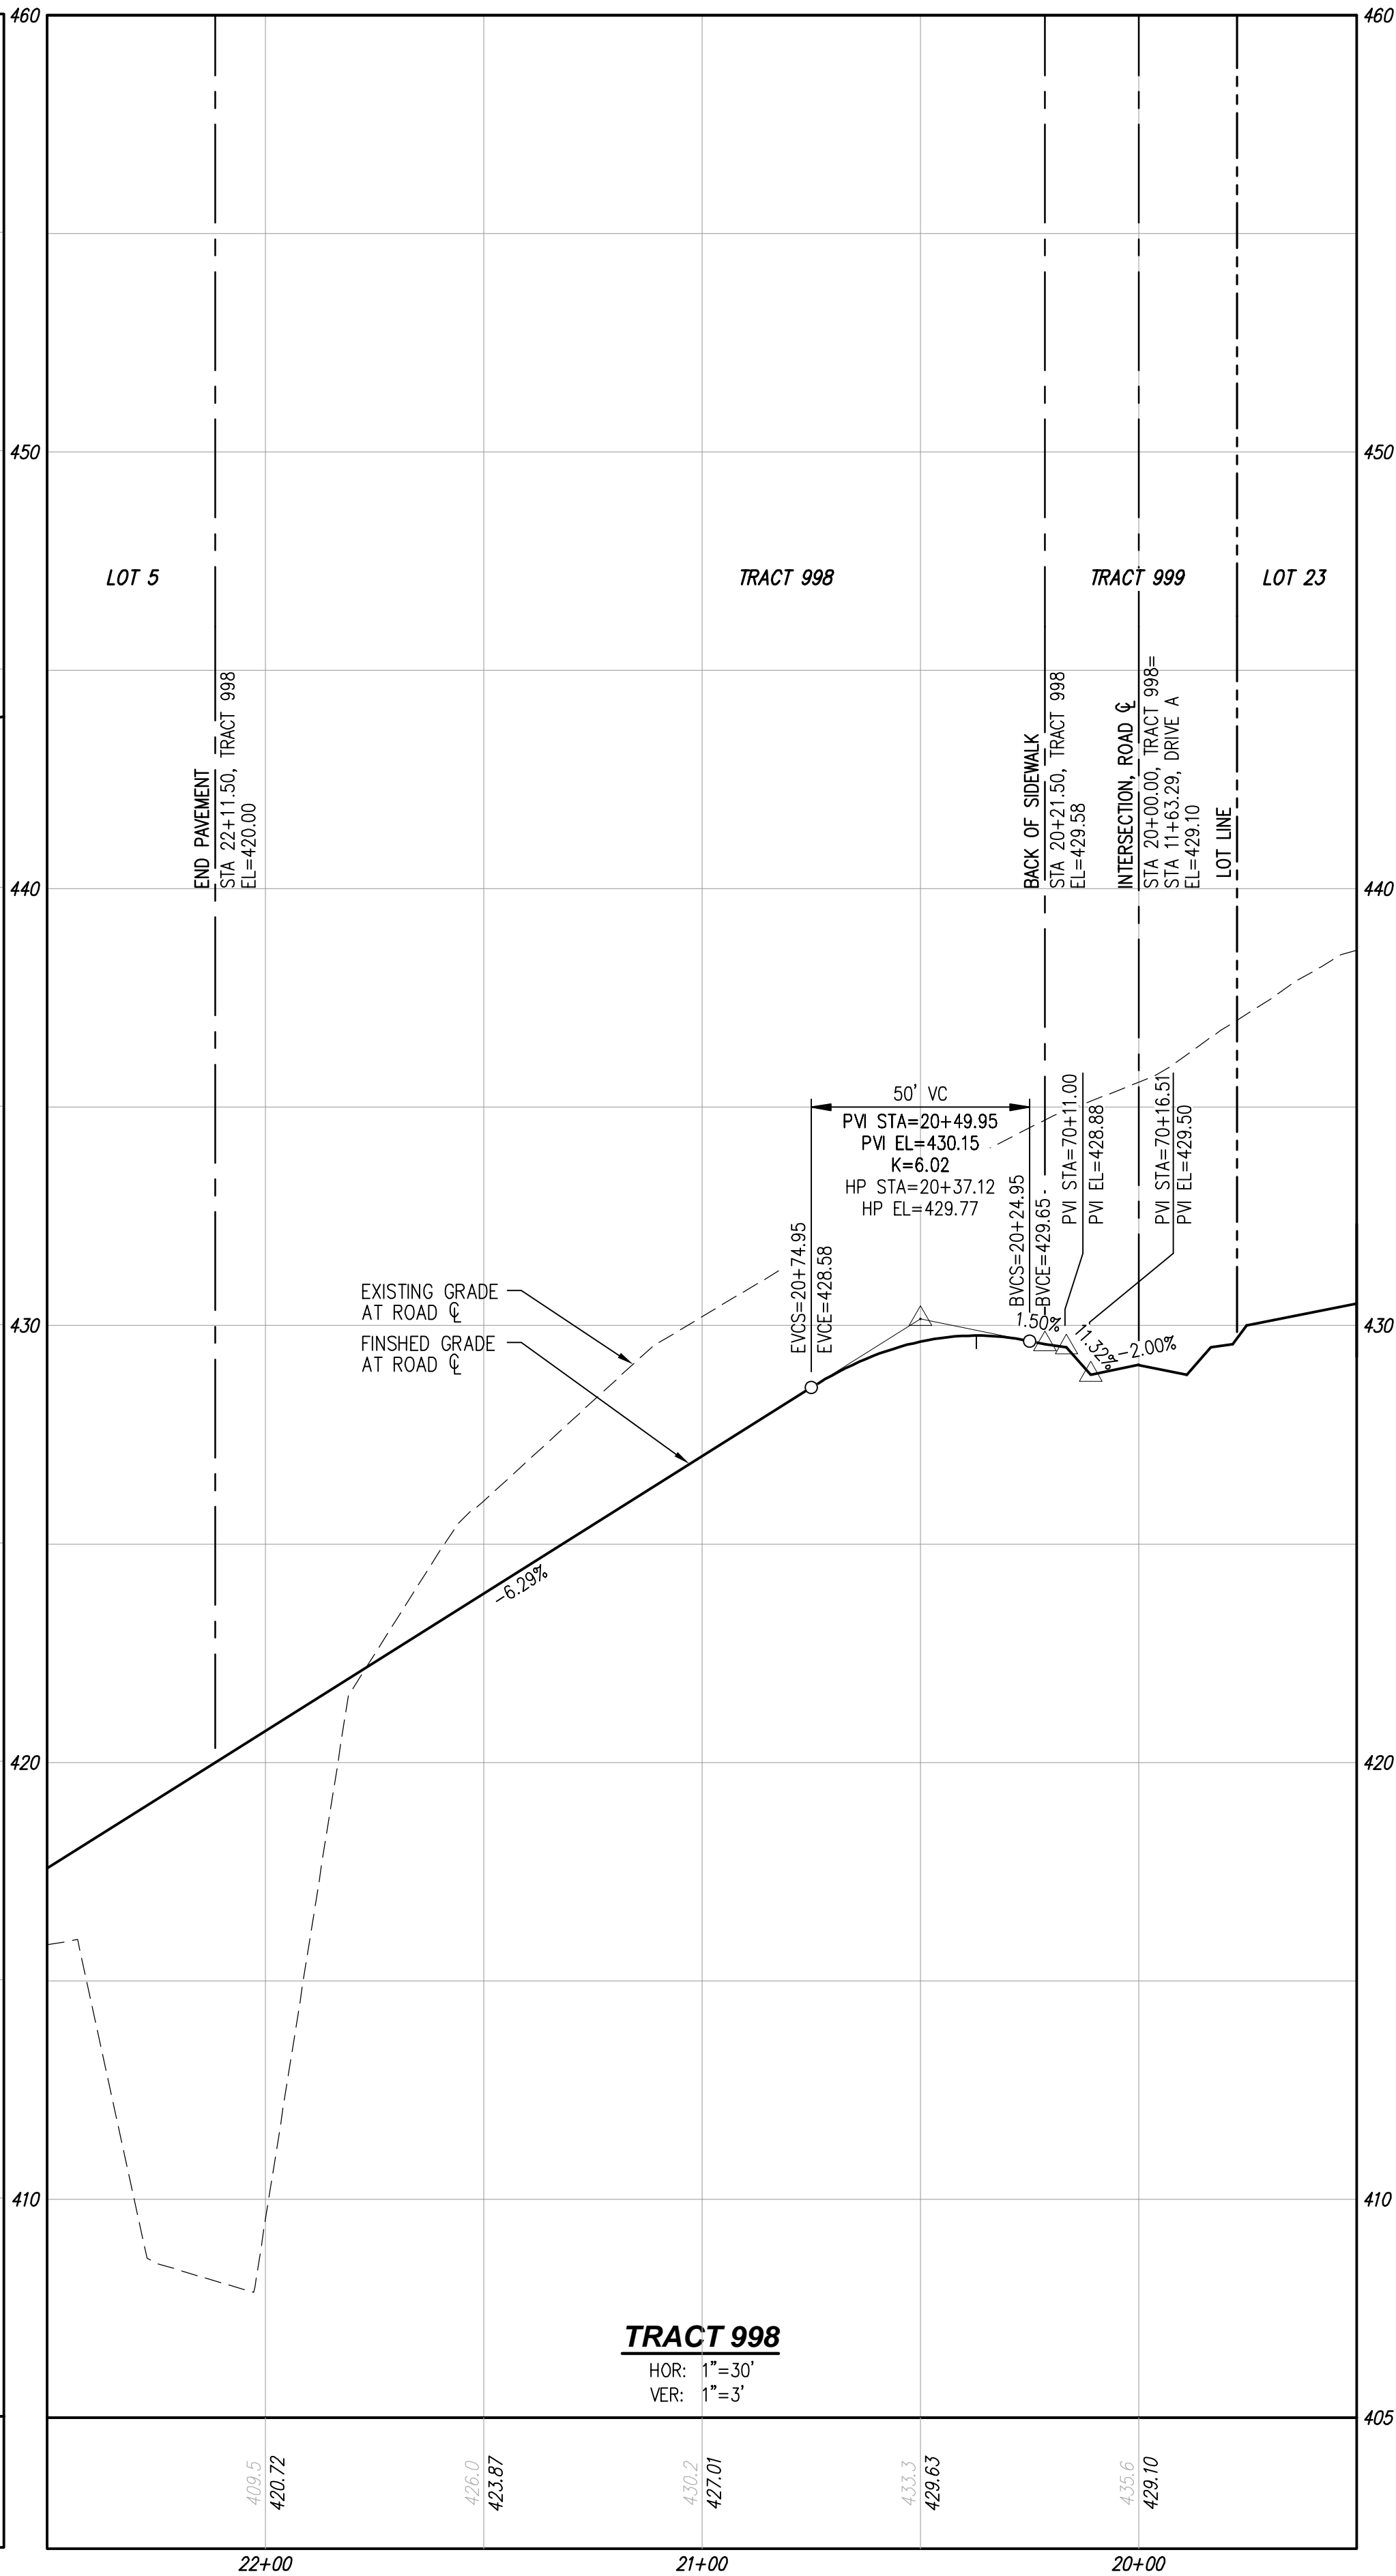 460
460
450
450
LOT 5
TRACT 998
TRACT 999
LOT 23
END PAVEMENT
STA 22+11.50, TRACT 998
EL=420.00
BACK OF SIDEWALK
STA 20+21.50, TRACT 998
EL=429.58
INTERSECTION, ROAD ℄
STA 20+00.00, TRACT 998=
STA 11+63.29, DRIVE A
EL=429.10
LOT LINE
440
440
50' VC
PVI STA=20+49.95
PVI EL=430.15
K=6.02
HP STA=20+37.12
HP EL=429.77
EVCS=20+74.95
EVCE=428.58
BVCS=20+24.95
BVCE=429.65
PVI STA=70+11.00
PVI EL=428.88
PVI STA=70+16.51
PVI EL=429.50
EXISTING GRADE
AT ROAD ℄
FINSHED GRADE
AT ROAD ℄
430
430
1.50%
11.32%
-2.00%
-6.29%
420
420
410
410
TRACT 998
HOR: 1"=30'
VER: 1"=3'
405
409.5
420.72
426.0
423.87
430.2
427.01
433.3
429.63
435.6
429.10
22+00
21+00
20+00